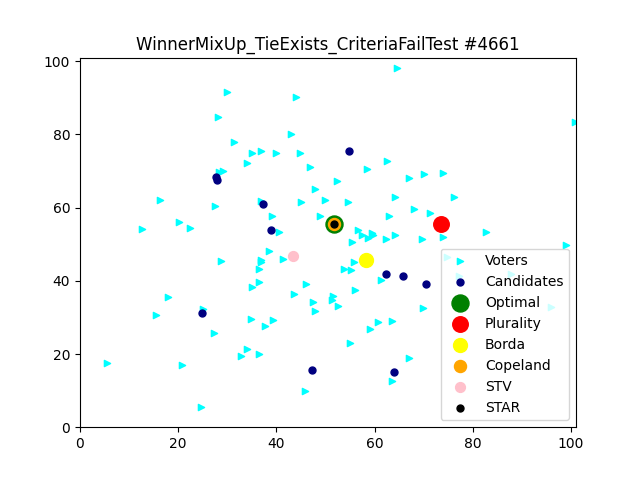 WinnerMixUp_TieExists_CriteriaFailTest #4661
100
80
60
40
20
0
0 20 40 60 80 100
Voters
Candidates
Optimal
Plurality
Borda
Copeland
STV
STAR